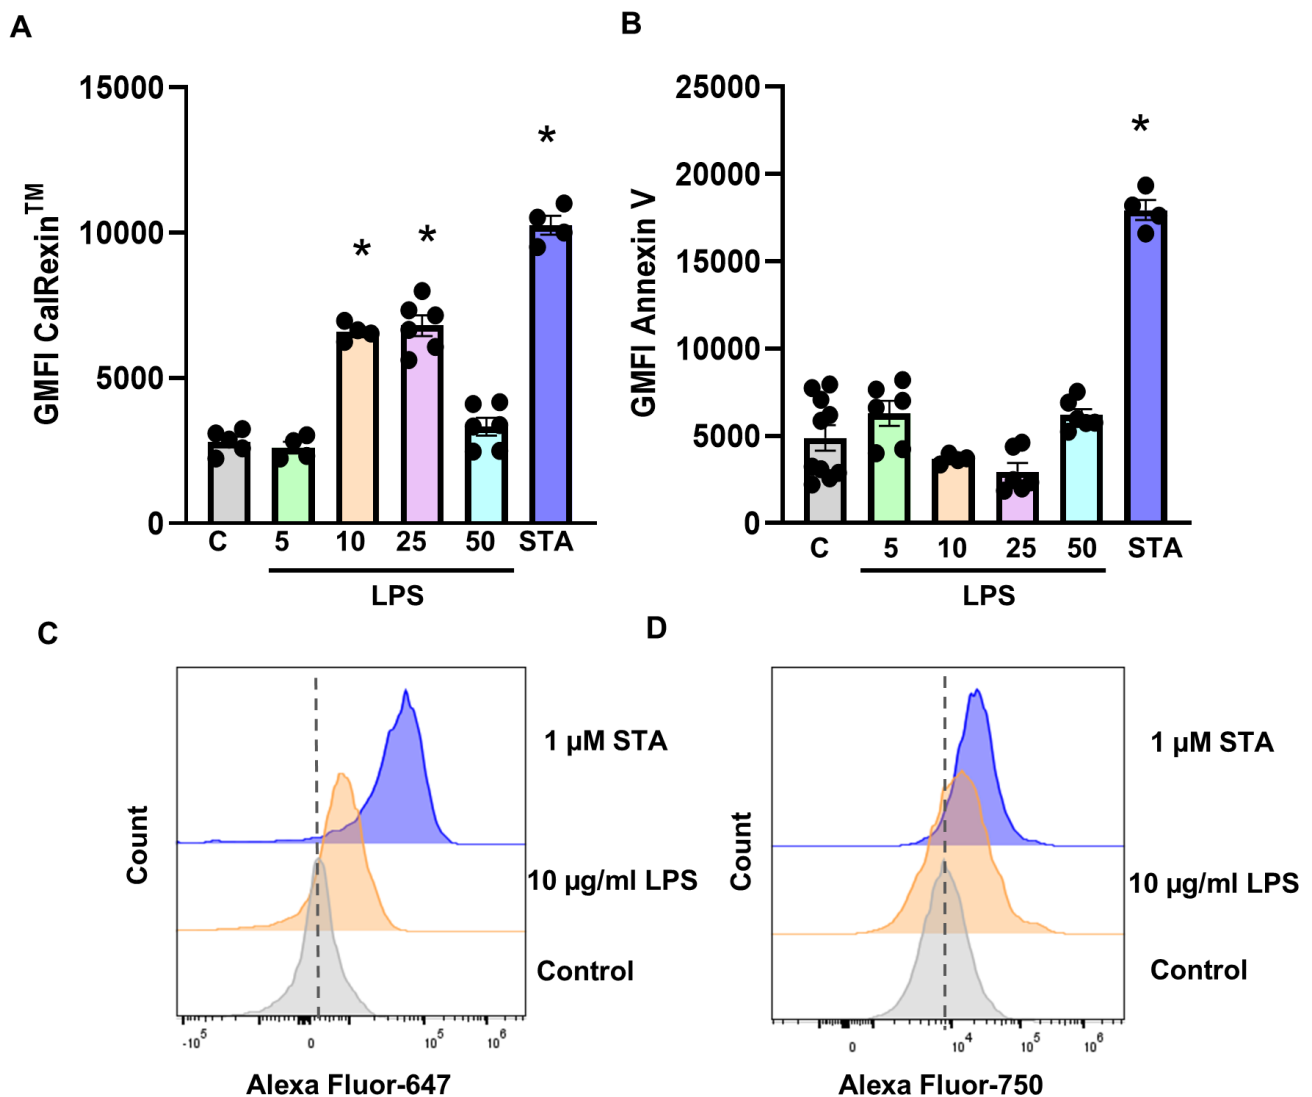 A
GMFI CalRexin™
15000
10000
5000
0
*
*
*
C 5 10 25 50 STA
LPS
B
GMFI Annexin V
25000
20000
15000
10000
5000
0
*
C 5 10 25 50 STA
LPS
C
Count
1 µM STA
10 µg/ml LPS
Control
-10⁵ 0 10⁵ 10⁶
Alexa Fluor-647
D
Count
1 µM STA
10 µg/ml LPS
Control
0 10⁴ 10⁵ 10⁶
Alexa Fluor-750